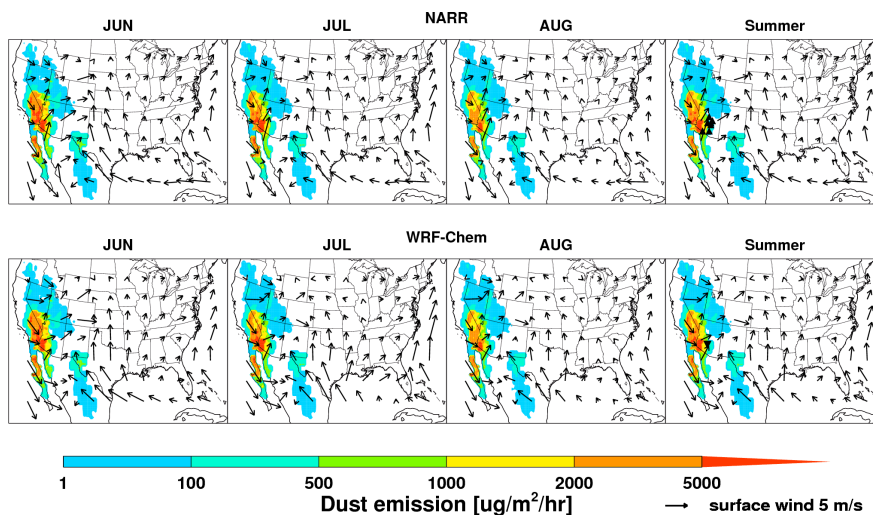 NARR
JUN JUL AUG Summer
WRF-Chem
JUN JUL AUG Summer
1 100 500 1000 2000 5000
Dust emission [ug/m²/hr] surface wind 5 m/s